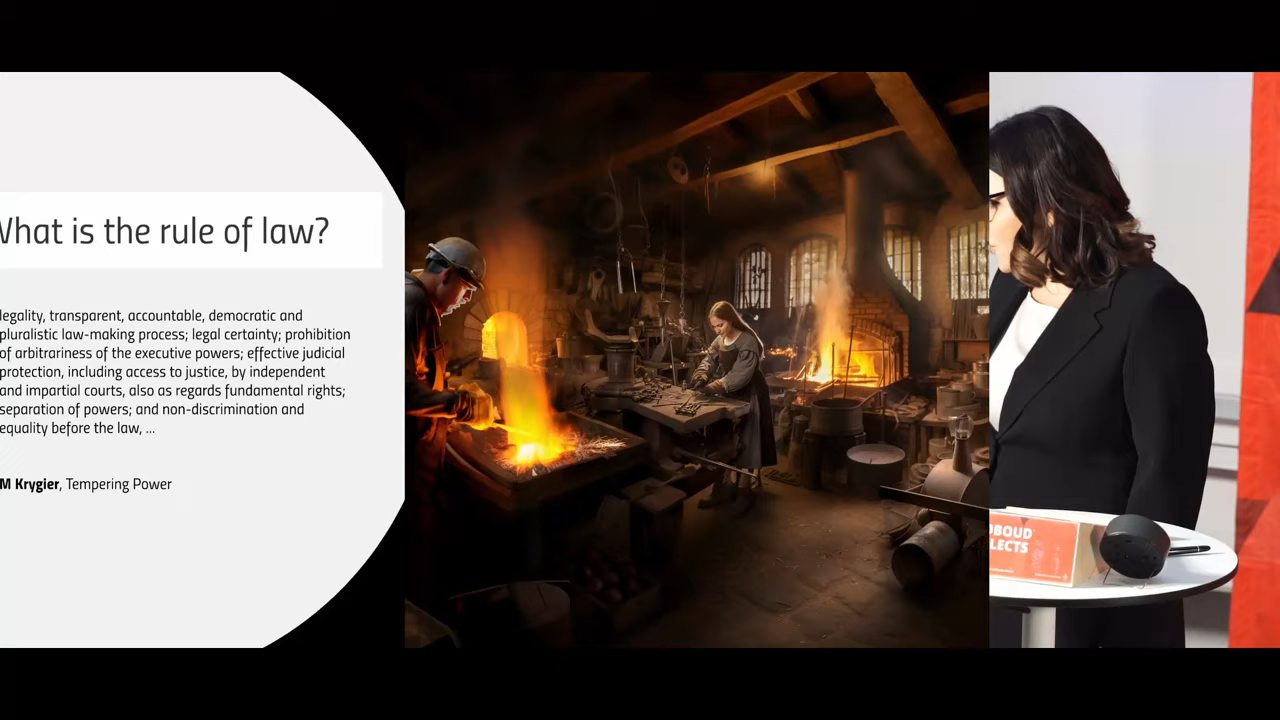 What is the rule of law?
legality, transparent, accountable, democratic and
pluralistic law-making process; legal certainty; prohibition
of arbitrariness of the executive powers; effective judicial
protection, including access to justice, by independent
and impartial courts, also as regards fundamental rights;
separation of powers; and non-discrimination and
equality before the law, ...
M Krygier, Tempering Power
OBOUD
LECTS